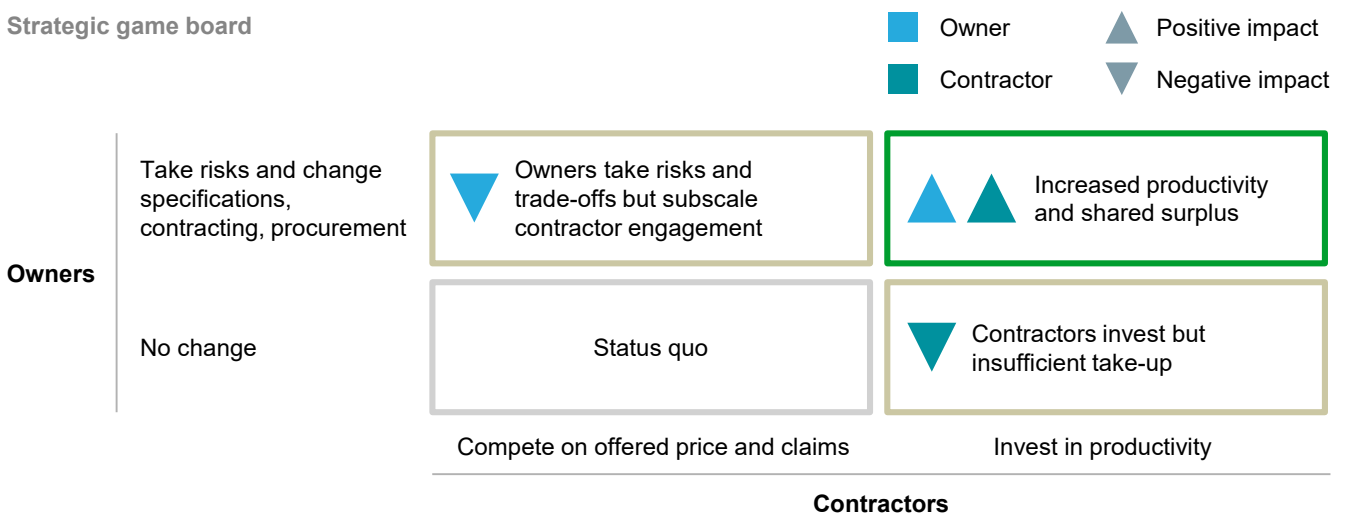 Strategic game board
Owner
Positive impact
Contractor
Negative impact
Take risks and change
specifications,
contracting, procurement
Owners take risks and
trade-offs but subscale
contractor engagement
Increased productivity
and shared surplus
Owners
No change
Status quo
Contractors invest but
insufficient take-up
Compete on offered price and claims
Invest in productivity
Contractors